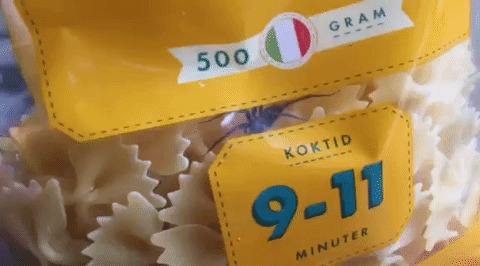 500 GRAM
KOKTID
9-11
MINUTER